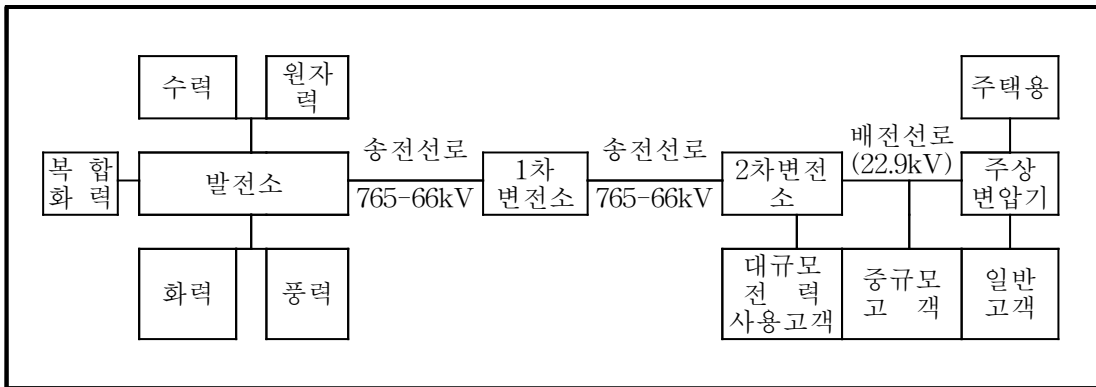 수력
원자
력
주택용
복 합
화 력
발전소
송전선로
765-66kV
1차
변전소
송전선로
765-66kV
2차변전
소
배전선로
(22.9kV)
주상
변압기
화력
풍력
대규모
전 력
사용고객
중규모
고 객
일반
고객